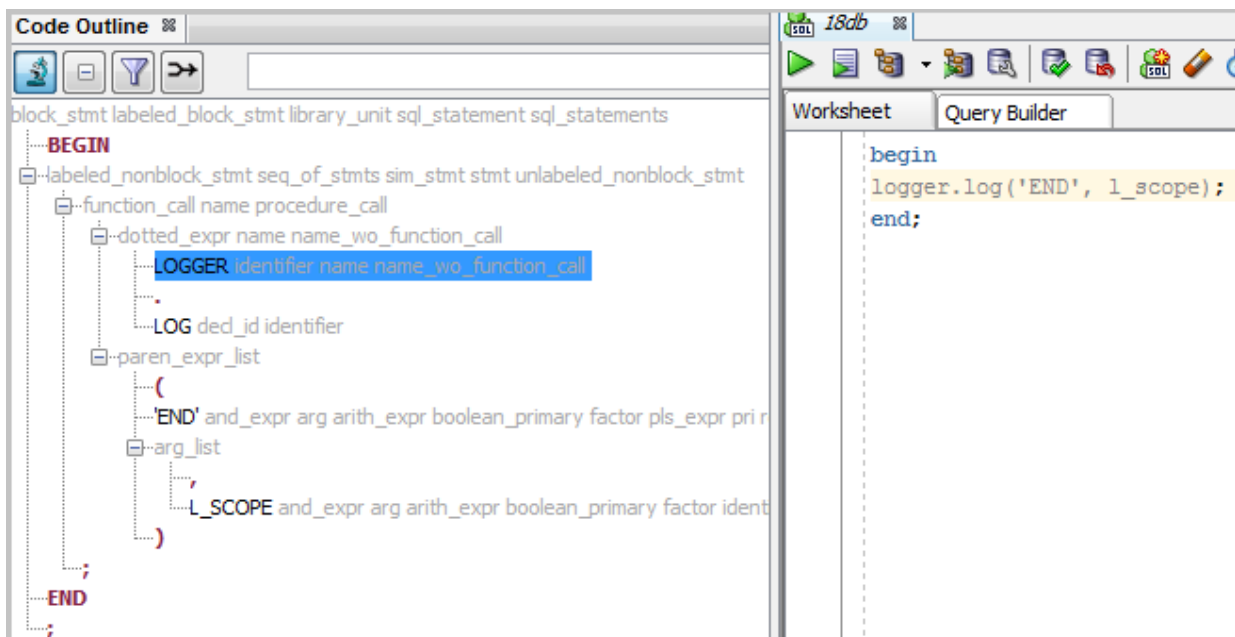 Code Outline
block_stmt labeled_block_stmt library_unit sql_statement sql_statements
BEGIN
labeled_nonblock_stmt seq_of_stmts sim_stmt stmt unlabeled_nonblock_stmt
function_call name procedure_call
dotted_expr name name_wo_function_call
LOGGER identifier name name_wo_function_call
.
LOG decl_id identifier
paren_expr_list
(
'END' and_expr arg arith_expr boolean_primary factor pls_expr pri r
arg_list
,
L_SCOPE and_expr arg arith_expr boolean_primary factor ident
)
;
END
;
SQL 18db
SQL
Worksheet Query Builder
begin
logger.log('END', l_scope);
end;